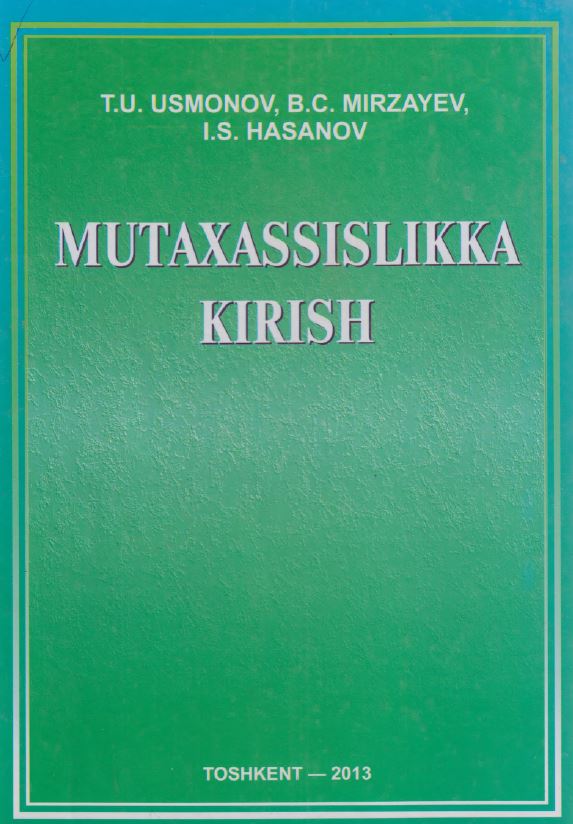 T.U. USMONOV, B.C. MIRZAYEV,
I.S. HASANOV
MUTAXASSISLIKKA
KIRISH
TOSHKENT — 2013